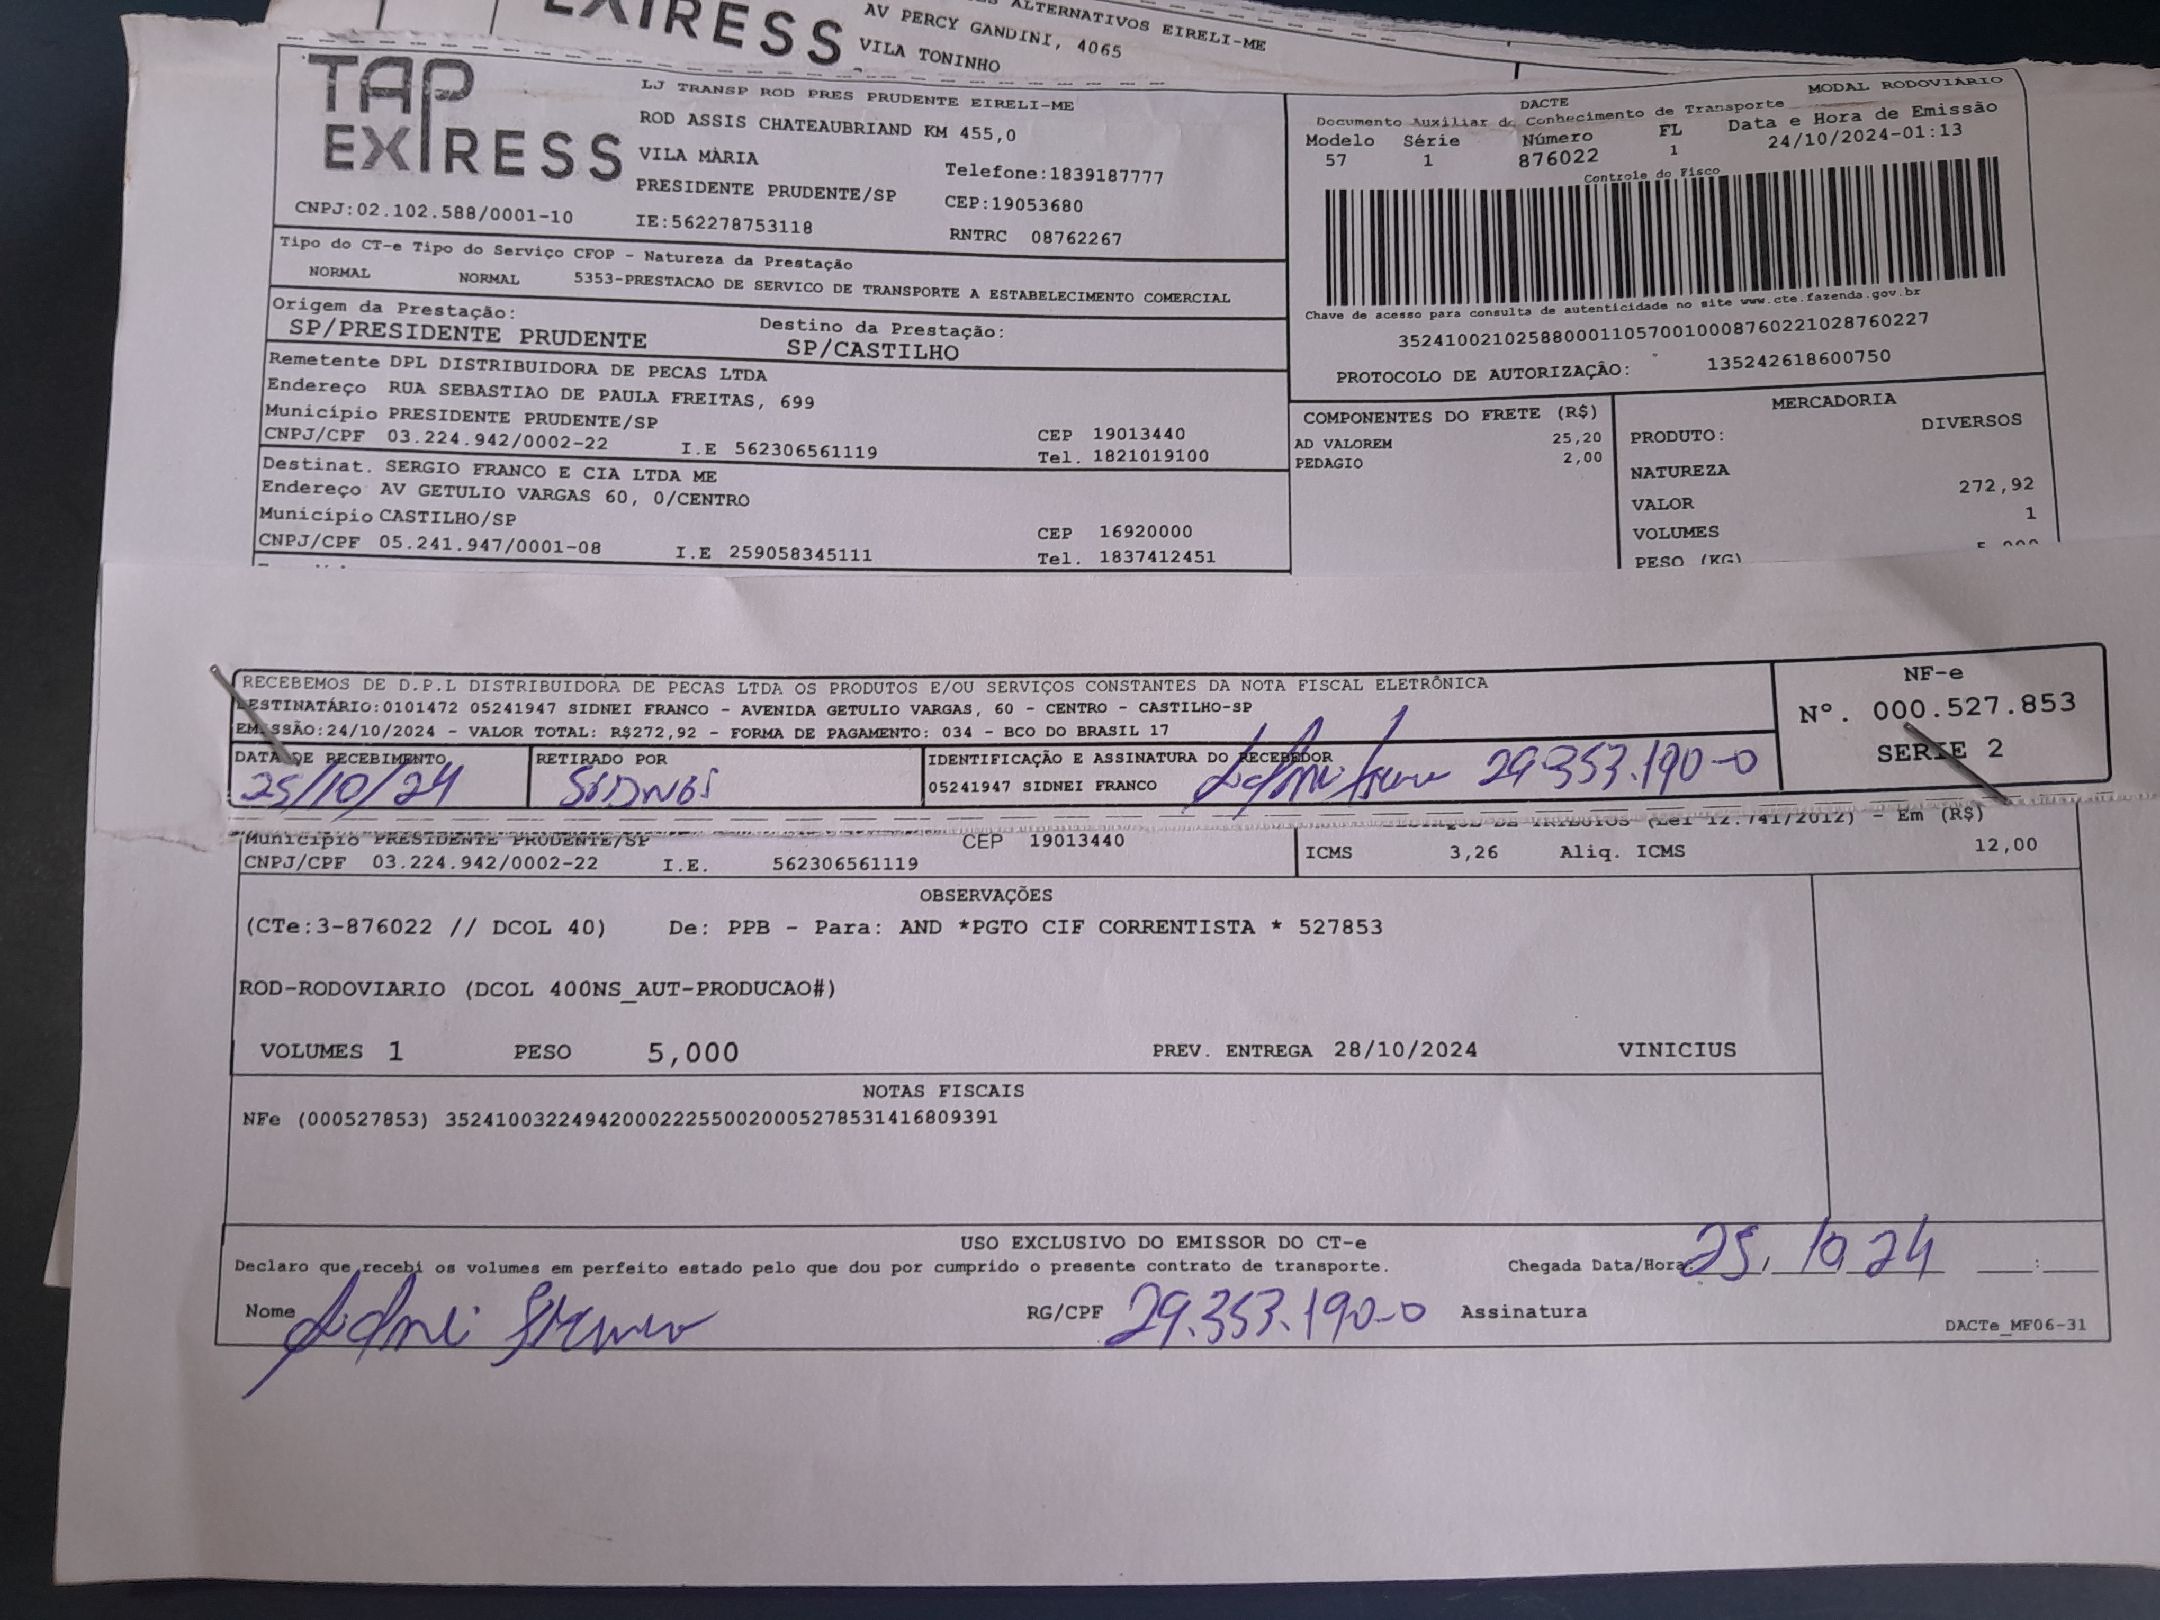 EXPRESS
ALTERNATIVOS EIRELI-ME
AV PERCY GANDINI, 4065
VILA TONINHO
TAP EXPRESS
LJ TRANSP ROD PRES PRUDENTE EIRELI-ME
ROD ASSIS CHATEAUBRIAND KM 455,0
VILA MARIA
Telefone:1839187777
PRESIDENTE PRUDENTE/SP
CEP:19053680
CNPJ:02.102.588/0001-10
IE:562278753118
RNTRC 08762267
MODAL RODOVIÁRIO
DACTE
Documento Auxiliar do Conhecimento de Transporte
Modelo Série Número FL Data e Hora de Emissão
57 1 876022 1 24/10/2024-01:13
Controle do Fisco
Chave de acesso para consulta de autenticidade no site www.cte.fazenda.gov.br
35241002102588000110570010008760221028760227
PROTOCOLO DE AUTORIZAÇÃO: 135242618600750
Tipo do CT-e Tipo do Serviço CFOP - Natureza da Prestação
NORMAL NORMAL 5353-PRESTACAO DE SERVICO DE TRANSPORTE A ESTABELECIMENTO COMERCIAL
Origem da Prestação: Destino da Prestação:
SP/PRESIDENTE PRUDENTE SP/CASTILHO
Remetente DPL DISTRIBUIDORA DE PECAS LTDA
Endereço RUA SEBASTIAO DE PAULA FREITAS, 699
Município PRESIDENTE PRUDENTE/SP CEP 19013440
CNPJ/CPF 03.224.942/0002-22 I.E 562306561119 Tel. 1821019100
Destinat. SERGIO FRANCO E CIA LTDA ME
Endereço AV GETULIO VARGAS 60, 0/CENTRO
Município CASTILHO/SP CEP 16920000
CNPJ/CPF 05.241.947/0001-08 I.E 259058345111 Tel. 1837412451
COMPONENTES DO FRETE (R$)
AD VALOREM 25,20
PEDAGIO 2,00
MERCADORIA
PRODUTO: DIVERSOS
NATUREZA
VALOR 272,92
VOLUMES 1
PESO (KG) 5,000
RECEBEMOS DE D.P.L DISTRIBUIDORA DE PECAS LTDA OS PRODUTOS E/OU SERVIÇOS CONSTANTES DA NOTA FISCAL ELETRÔNICA
DESTINATÁRIO:0101472 05241947 SIDNEI FRANCO - AVENIDA GETULIO VARGAS, 60 - CENTRO - CASTILHO-SP
EMISSÃO:24/10/2024 - VALOR TOTAL: R$272,92 - FORMA DE PAGAMENTO: 034 - BCO DO BRASIL 17
NF-e
Nº. 000.527.853
SERIE 2
DATA DE RECEBIMENTO RETIRADO POR IDENTIFICAÇÃO E ASSINATURA DO RECEBEDOR
25/10/24 SIDNEI 05241947 SIDNEI FRANCO Sidnei Franco 29.353.190-0
Município PRESIDENTE PRUDENTE/SP CEP 19013440
CNPJ/CPF 03.224.942/0002-22 I.E. 562306561119
DE TRIBUTOS (Lei 12.741/2012) - Em (R$)
ICMS 3,26 Aliq. ICMS 12,00
OBSERVAÇÕES
(CTe:3-876022 // DCOL 40) De: PPB - Para: AND *PGTO CIF CORRENTISTA * 527853
ROD-RODOVIARIO (DCOL 400NS_AUT-PRODUCAO#)
VOLUMES 1 PESO 5,000 PREV. ENTREGA 28/10/2024 VINICIUS
NOTAS FISCAIS
NFe (000527853) 35241003224942000222550020005278531416809391
USO EXCLUSIVO DO EMISSOR DO CT-e
Declaro que recebi os volumes em perfeito estado pelo que dou por cumprido o presente contrato de transporte. Chegada Data/Hora: 25/10 24
Nome Sidnei Franco RG/CPF 29.353.190-0 Assinatura
DACTe_MF06-31